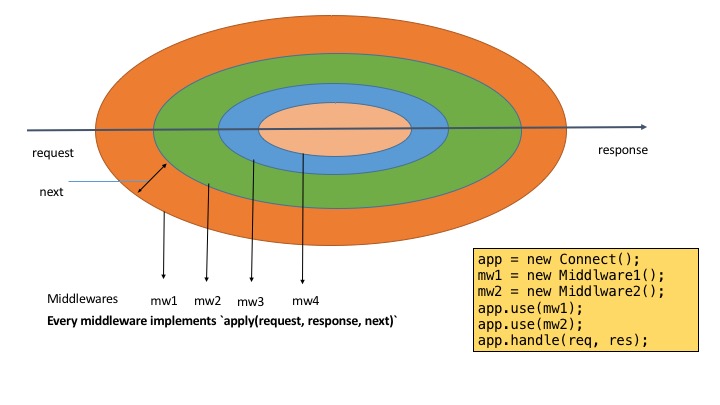 request
response
next
Middlewares mw1 mw2 mw3 mw4
Every middleware implements `apply(request, response, next)`
app = new Connect();
mw1 = new Middlware1();
mw2 = new Middlware2();
app.use(mw1);
app.use(mw2);
app.handle(req, res);